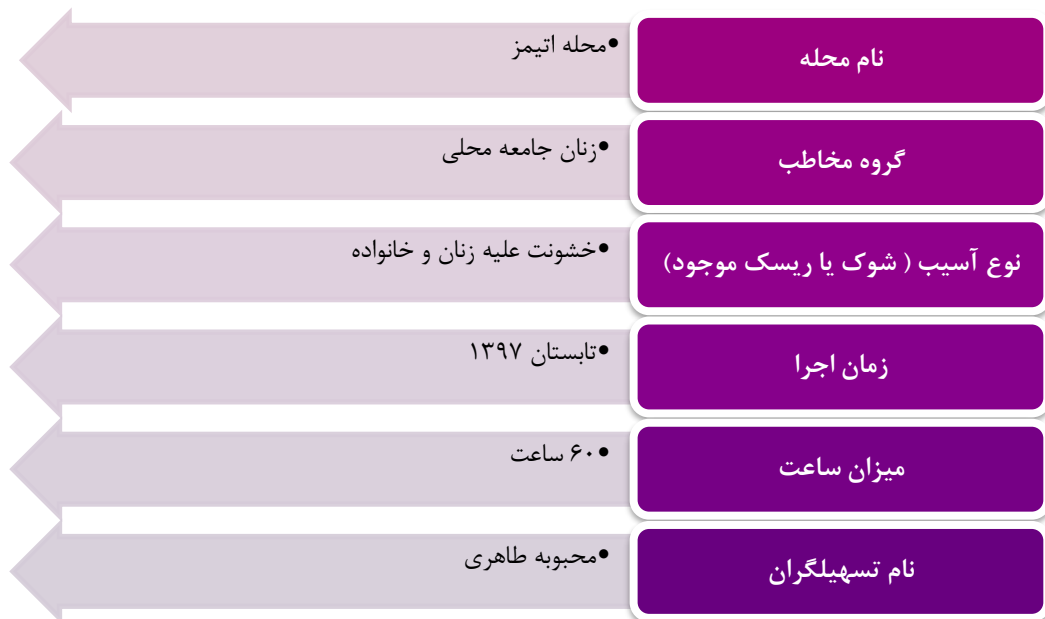 نام محله
•محله اتیمز
گروه مخاطب
•زنان جامعه محلی
نوع آسیب ( شوک یا ریسک موجود)
•خشونت علیه زنان و خانواده
زمان اجرا
•تابستان ۱۳۹۷
میزان ساعت
•۶۰ ساعت
نام تسهیلگران
•محبوبه طاهری